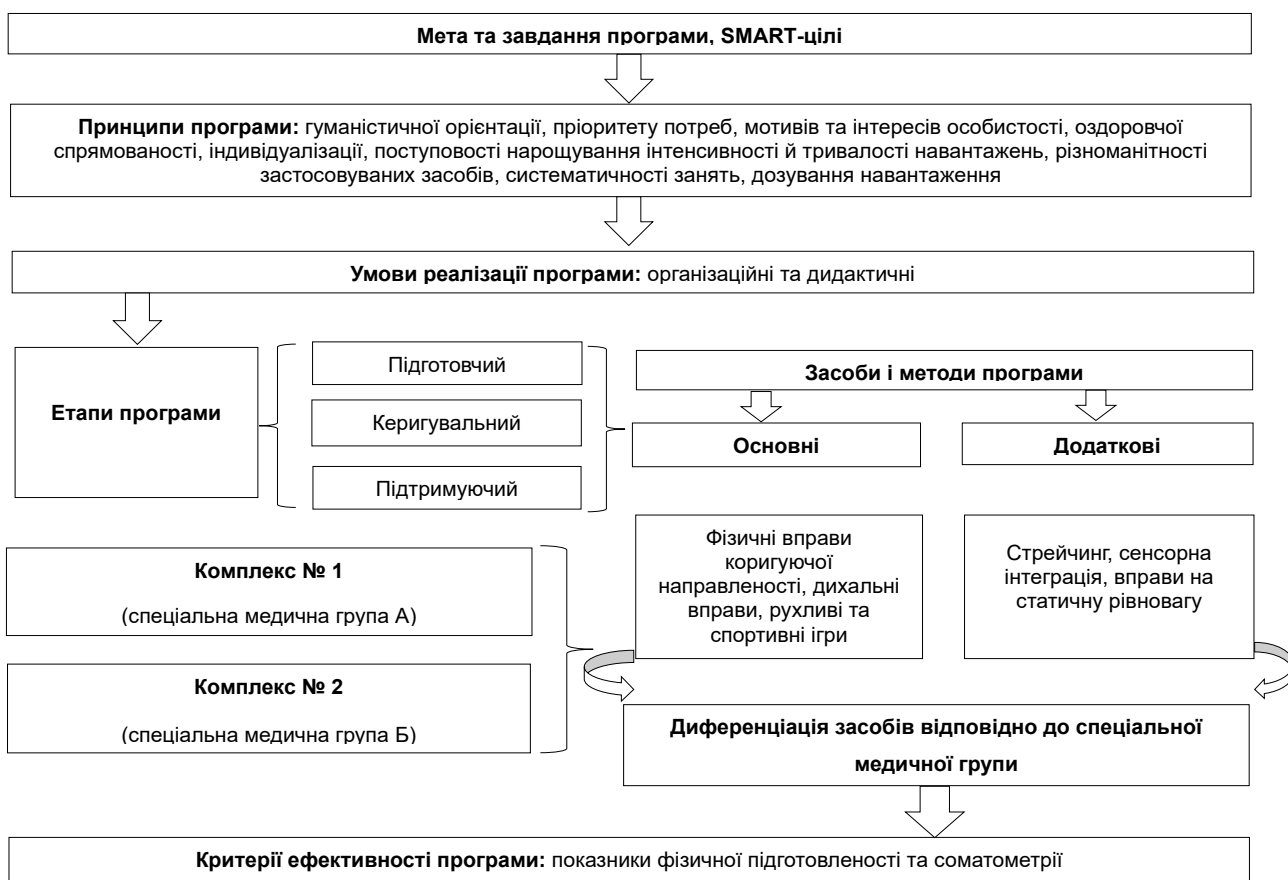 Мета та завдання програми, SMART-цілі
Принципи програми: гуманістичної орієнтації, пріоритету потреб, мотивів та інтересів особистості, оздоровчої
спрямованості, індивідуалізації, поступовості нарощування інтенсивності й тривалості навантажень, різноманітності
застосовуваних засобів, систематичності занять, дозування навантаження
Умови реалізації програми: організаційні та дидактичні
Етапи програми
Підготовчий
Керигувальний
Підтримуючий
Засоби і методи програми
Основні
Додаткові
Фізичні вправи
коригуючої
направленості, дихальні
вправи, рухливі та
спортивні ігри
Стрейчинг, сенсорна
інтеграція, вправи на
статичну рівновагу
Комплекс № 1
(спеціальна медична група А)
Комплекс № 2
(спеціальна медична група Б)
Диференціація засобів відповідно до спеціальної
медичної групи
Критерії ефективності програми: показники фізичної підготовленості та соматометрії